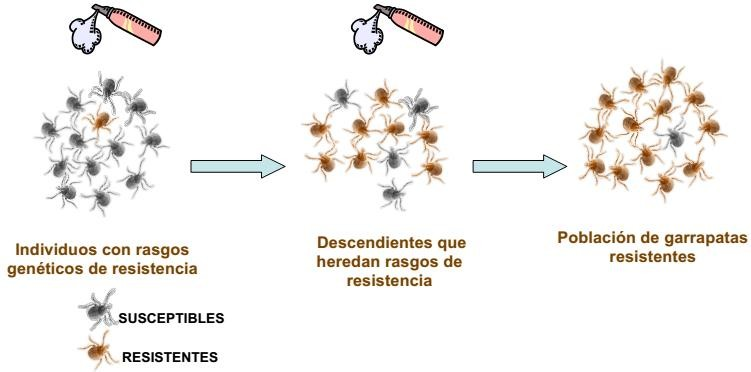 Individuos con rasgos
genéticos de resistencia
Descendientes que
heredan rasgos de
resistencia
Población de garrapatas
resistentes
SUSCEPTIBLES
RESISTENTES